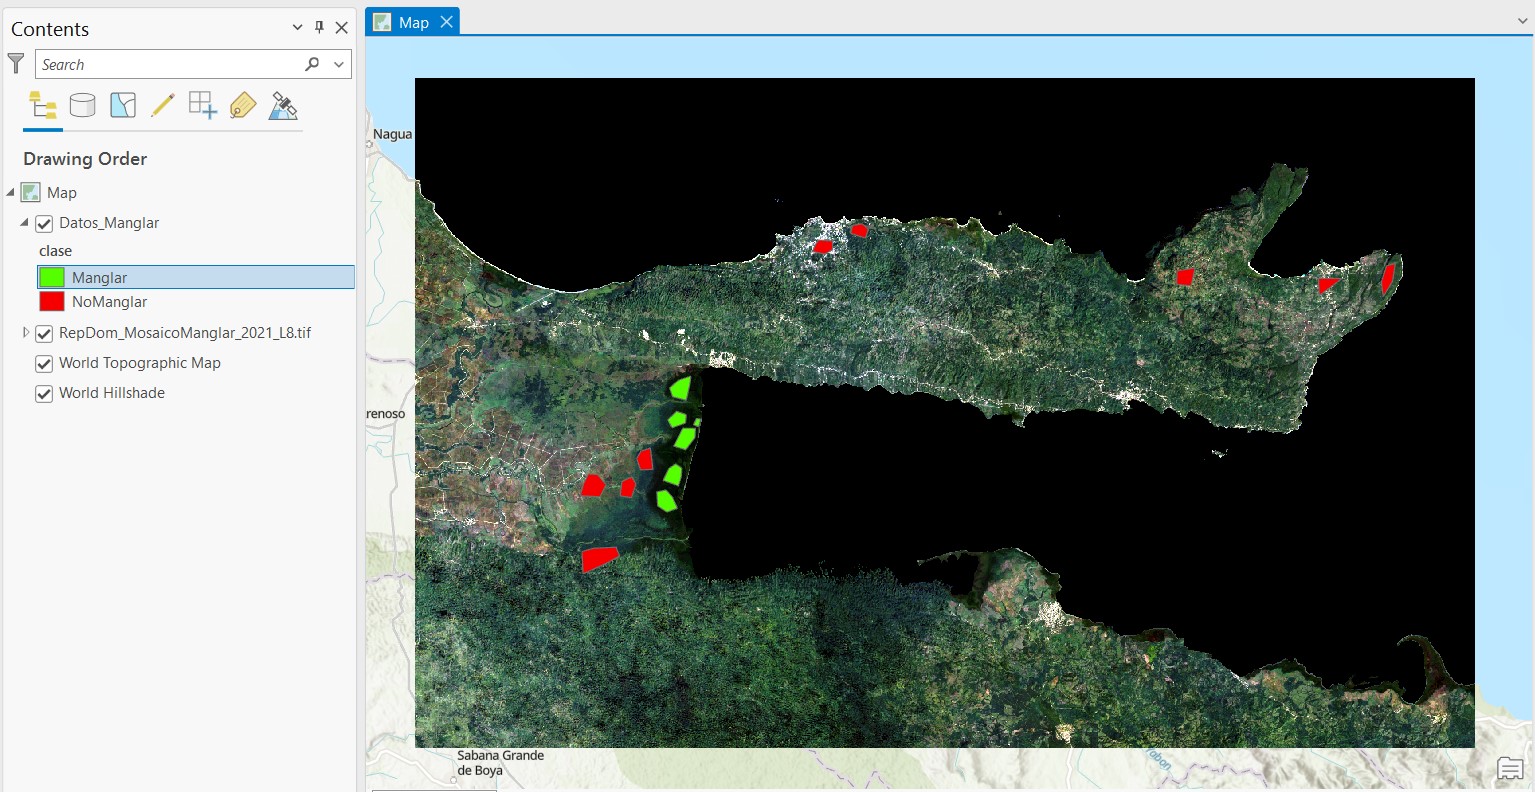 Contents
Search
Drawing Order
Map
Datos_Manglar
clase
Manglar
NoManglar
RepDom_MosaicoManglar_2021_L8.tif
World Topographic Map
World Hillshade
Map
Nagua
renoso
Sabana Grande
de Boya
Yabon